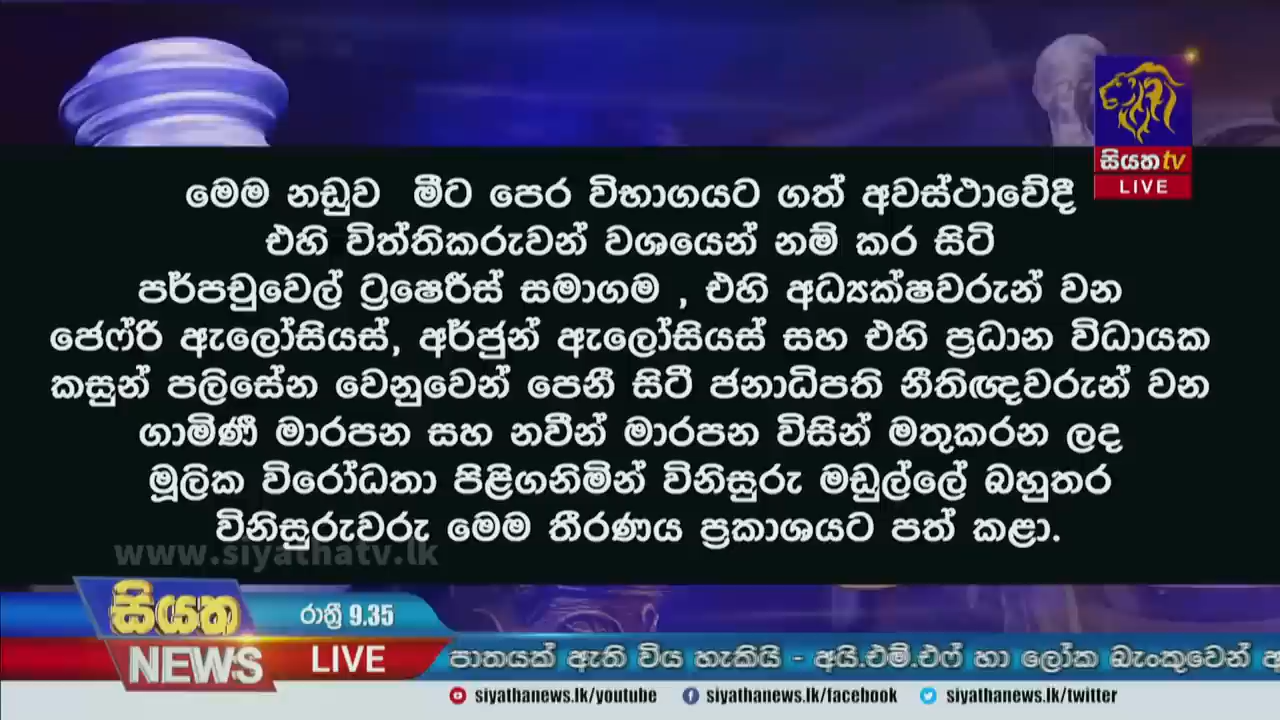 සියත tv
LIVE
මෙම නඩුව මීට පෙර විභාගයට ගත් අවස්ථාවේදී
එහි විත්තිකරුවන් වශයෙන් නම් කර සිටි
පර්පචුවෙල් ට්‍රෂෙරීස් සමාගම , එහි අධ්‍යක්ෂවරුන් වන
ජෙෆ්රි ඇලෝසියස්, අර්ජුන් ඇලෝසියස් සහ එහි ප්‍රධාන විධායක
කසුන් පලිසේන වෙනුවෙන් පෙනී සිටී ජනාධිපති නීතිඥවරුන් වන
ගාමිණී මාරපන සහ නවීන් මාරපන විසින් මතුකරන ලද
මූලික විරෝධතා පිළිගනිමින් විනිසුරු මඩුල්ලේ බහුතර
විනිසුරුවරු මෙම තීරණය ප්‍රකාශයට පත් කළා.
www.siyathatv.lk
සියත
NEWS
රාත්‍රී 9.35
LIVE
පාතයක් ඇති විය හැකියි - අයි.එම්.එෆ් හා ලෝක බැංකුවෙන්
siyathanews.lk/youtube siyathanews.lk/facebook siyathanews.lk/twitter